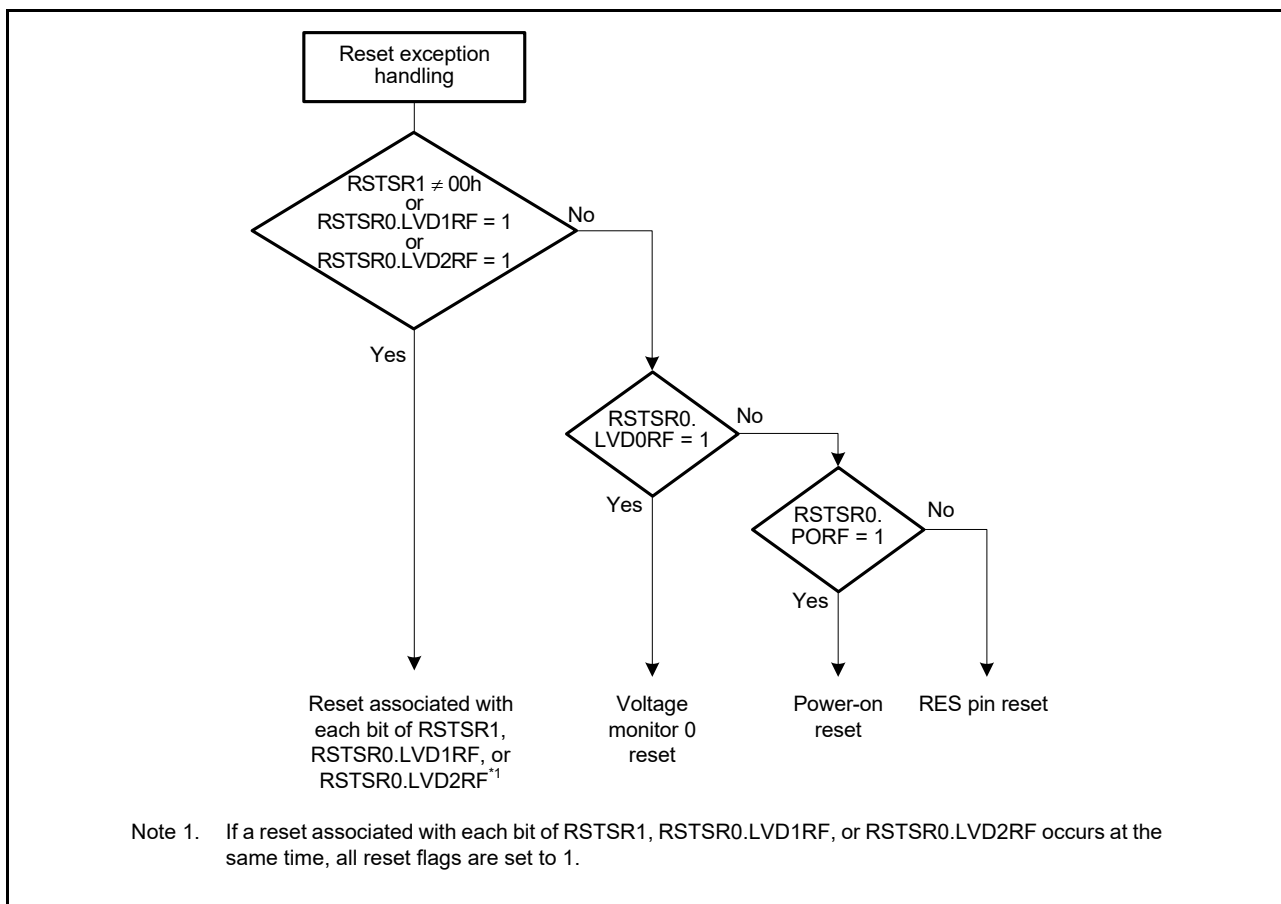 Reset exception
handling
RSTSR1 ≠ 00h
or
RSTSR0.LVD1RF = 1
or
RSTSR0.LVD2RF = 1
No
Yes
RSTSR0.
LVD0RF = 1
No
Yes
RSTSR0.
PORF = 1
No
Yes
Reset associated with
each bit of RSTSR1,
RSTSR0.LVD1RF, or
RSTSR0.LVD2RF*1
Voltage
monitor 0
reset
Power-on
reset
RES pin reset
Note 1. If a reset associated with each bit of RSTSR1, RSTSR0.LVD1RF, or RSTSR0.LVD2RF occurs at the
same time, all reset flags are set to 1.